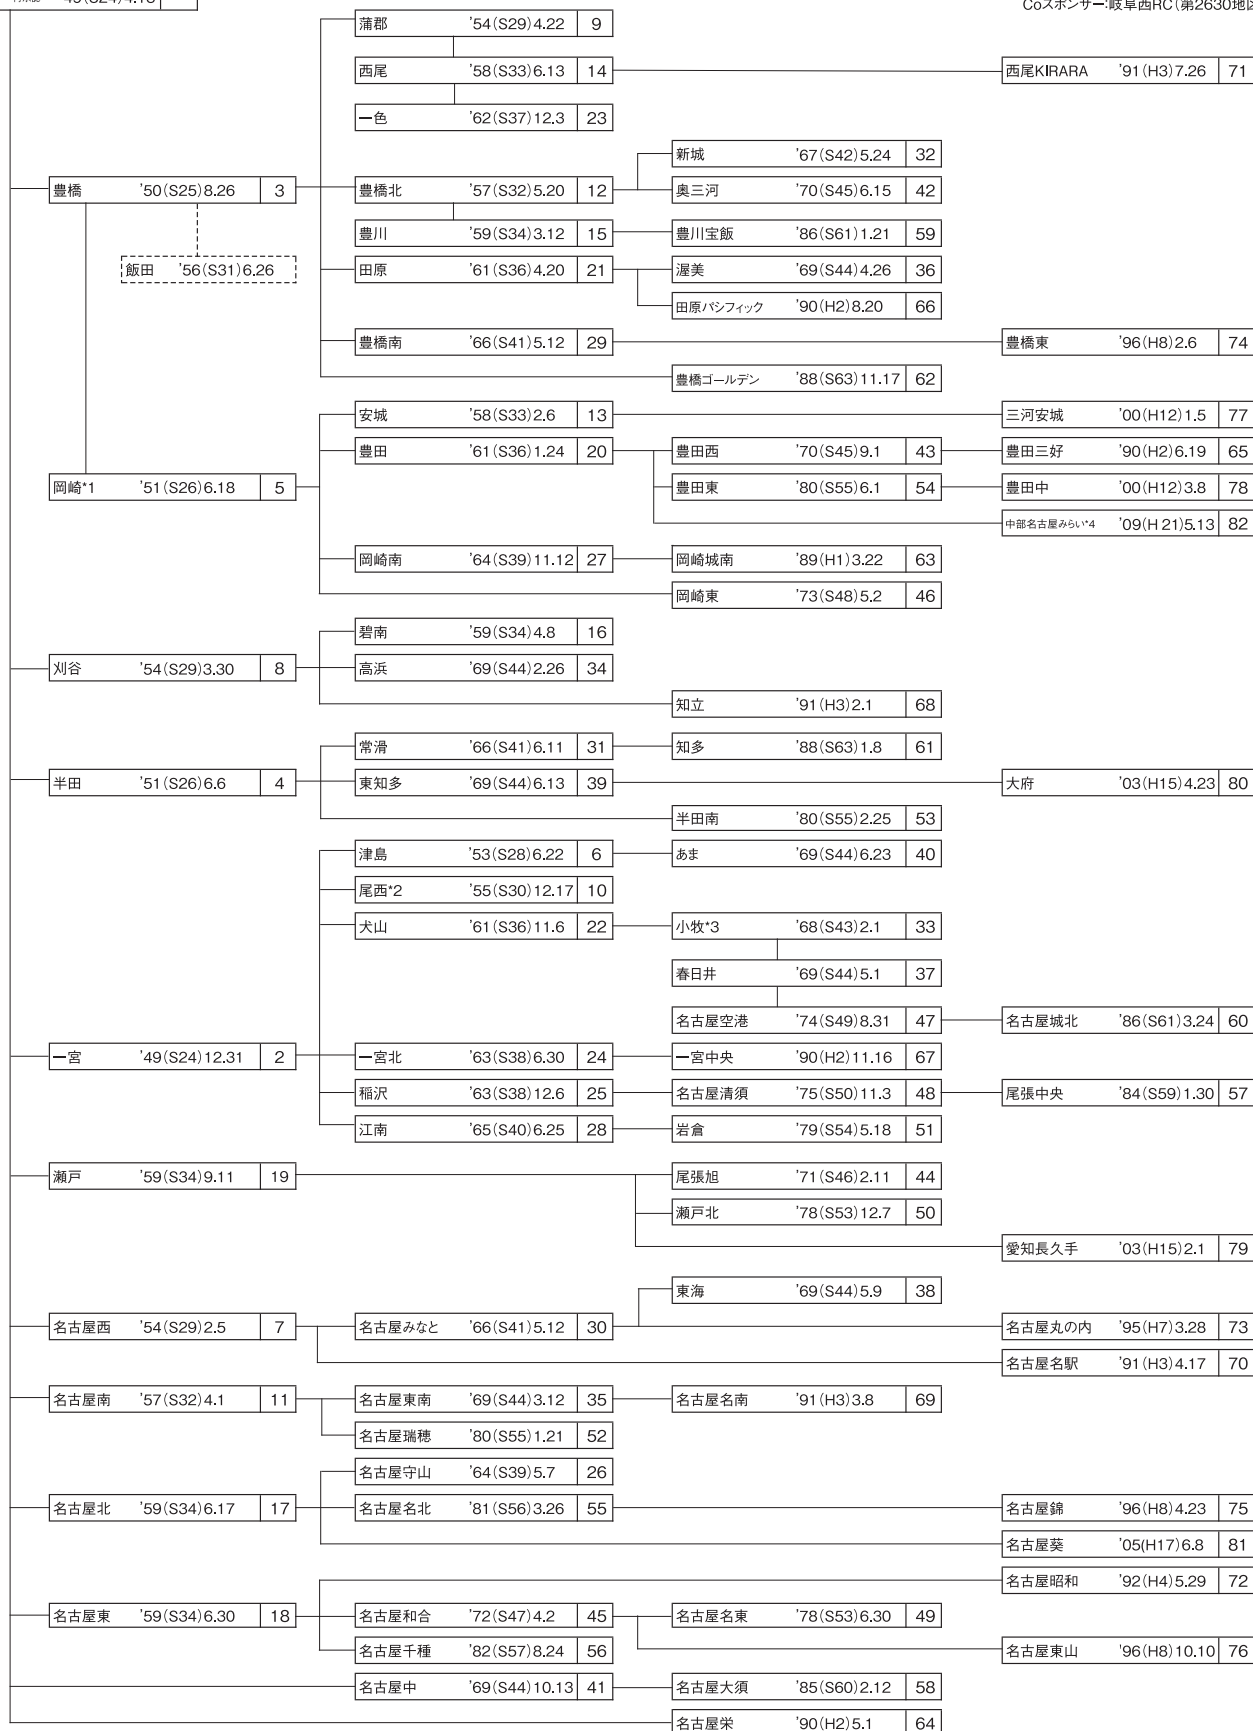 '49(S24)4.18
Coスポンサー:岐阜西RC(第2630地区
蒲郡 '54(S29)4.22 9
西尾 '58(S33)6.13 14
西尾KIRARA '91(H3)7.26 71
一色 '62(S37)12.3 23
新城 '67(S42)5.24 32
豊橋 '50(S25)8.26 3
豊橋北 '57(S32)5.20 12
奥三河 '70(S45)6.15 42
豊川 '59(S34)3.12 15
豊川宝飯 '86(S61)1.21 59
飯田 '56(S31)6.26
田原 '61(S36)4.20 21
渥美 '69(S44)4.26 36
田原パシフィック '90(H2)8.20 66
豊橋南 '66(S41)5.12 29
豊橋東 '96(H8)2.6 74
豊橋ゴールデン '88(S63)11.17 62
安城 '58(S33)2.6 13
三河安城 '00(H12)1.5 77
豊田 '61(S36)1.24 20
豊田西 '70(S45)9.1 43
豊田三好 '90(H2)6.19 65
岡崎*1 '51(S26)6.18 5
豊田東 '80(S55)6.1 54
豊田中 '00(H12)3.8 78
中部名古屋みらい*4 '09(H 21)5.13 82
岡崎南 '64(S39)11.12 27
岡崎城南 '89(H1)3.22 63
岡崎東 '73(S48)5.2 46
碧南 '59(S34)4.8 16
刈谷 '54(S29)3.30 8
高浜 '69(S44)2.26 34
知立 '91(H3)2.1 68
常滑 '66(S41)6.11 31
知多 '88(S63)1.8 61
半田 '51(S26)6.6 4
東知多 '69(S44)6.13 39
大府 '03(H15)4.23 80
半田南 '80(S55)2.25 53
津島 '53(S28)6.22 6
あま '69(S44)6.23 40
尾西*2 '55(S30)12.17 10
犬山 '61(S36)11.6 22
小牧*3 '68(S43)2.1 33
春日井 '69(S44)5.1 37
名古屋空港 '74(S49)8.31 47
名古屋城北 '86(S61)3.24 60
一宮 '49(S24)12.31 2
一宮北 '63(S38)6.30 24
一宮中央 '90(H2)11.16 67
稲沢 '63(S38)12.6 25
名古屋清須 '75(S50)11.3 48
尾張中央 '84(S59)1.30 57
江南 '65(S40)6.25 28
岩倉 '79(S54)5.18 51
瀬戸 '59(S34)9.11 19
尾張旭 '71(S46)2.11 44
瀬戸北 '78(S53)12.7 50
愛知長久手 '03(H15)2.1 79
東海 '69(S44)5.9 38
名古屋西 '54(S29)2.5 7
名古屋みなと '66(S41)5.12 30
名古屋丸の内 '95(H7)3.28 73
名古屋名駅 '91(H3)4.17 70
名古屋南 '57(S32)4.1 11
名古屋東南 '69(S44)3.12 35
名古屋名南 '91(H3)3.8 69
名古屋瑞穂 '80(S55)1.21 52
名古屋守山 '64(S39)5.7 26
名古屋北 '59(S34)6.17 17
名古屋名北 '81(S56)3.26 55
名古屋錦 '96(H8)4.23 75
名古屋葵 '05(H17)6.8 81
名古屋昭和 '92(H4)5.29 72
名古屋東 '59(S34)6.30 18
名古屋和合 '72(S47)4.2 45
名古屋名東 '78(S53)6.30 49
名古屋千種 '82(S57)8.24 56
名古屋東山 '96(H8)10.10 76
名古屋中 '69(S44)10.13 41
名古屋大須 '85(S60)2.12 58
名古屋栄 '90(H2)5.1 64